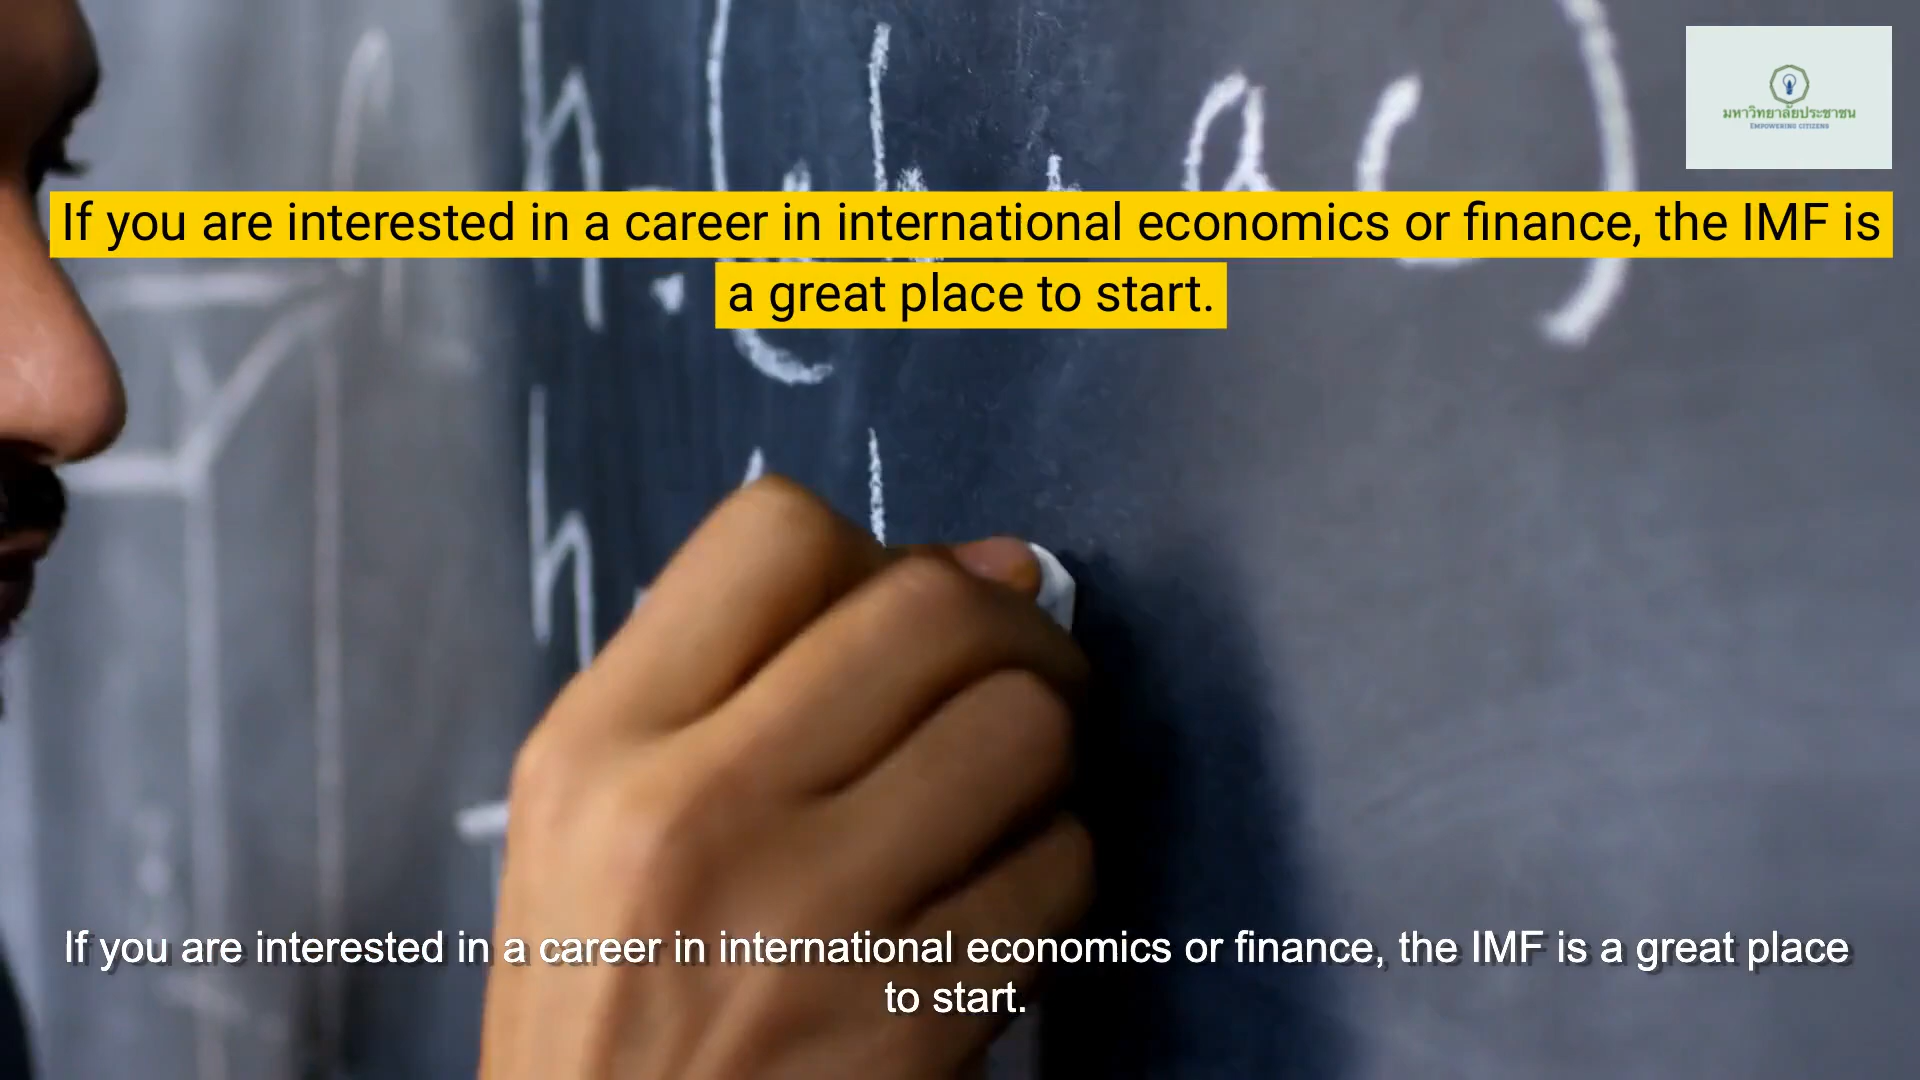 มหาวิทยาลัยประชาชน
EMPOWERING CITIZENS
If you are interested in a career in international economics or finance, the IMF is
a great place to start.
If you are interested in a career in international economics or finance, the IMF is a great place
to start.